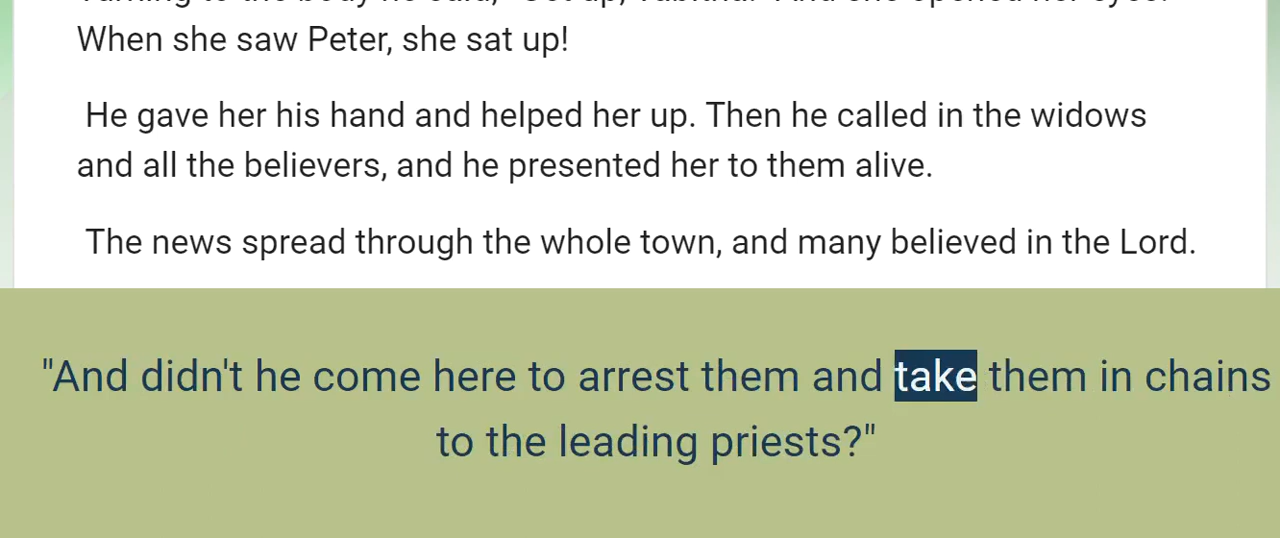 When she saw Peter, she sat up!
He gave her his hand and helped her up. Then he called in the widows
and all the believers, and he presented her to them alive.
The news spread through the whole town, and many believed in the Lord.
"And didn't he come here to arrest them and take them in chains
to the leading priests?"